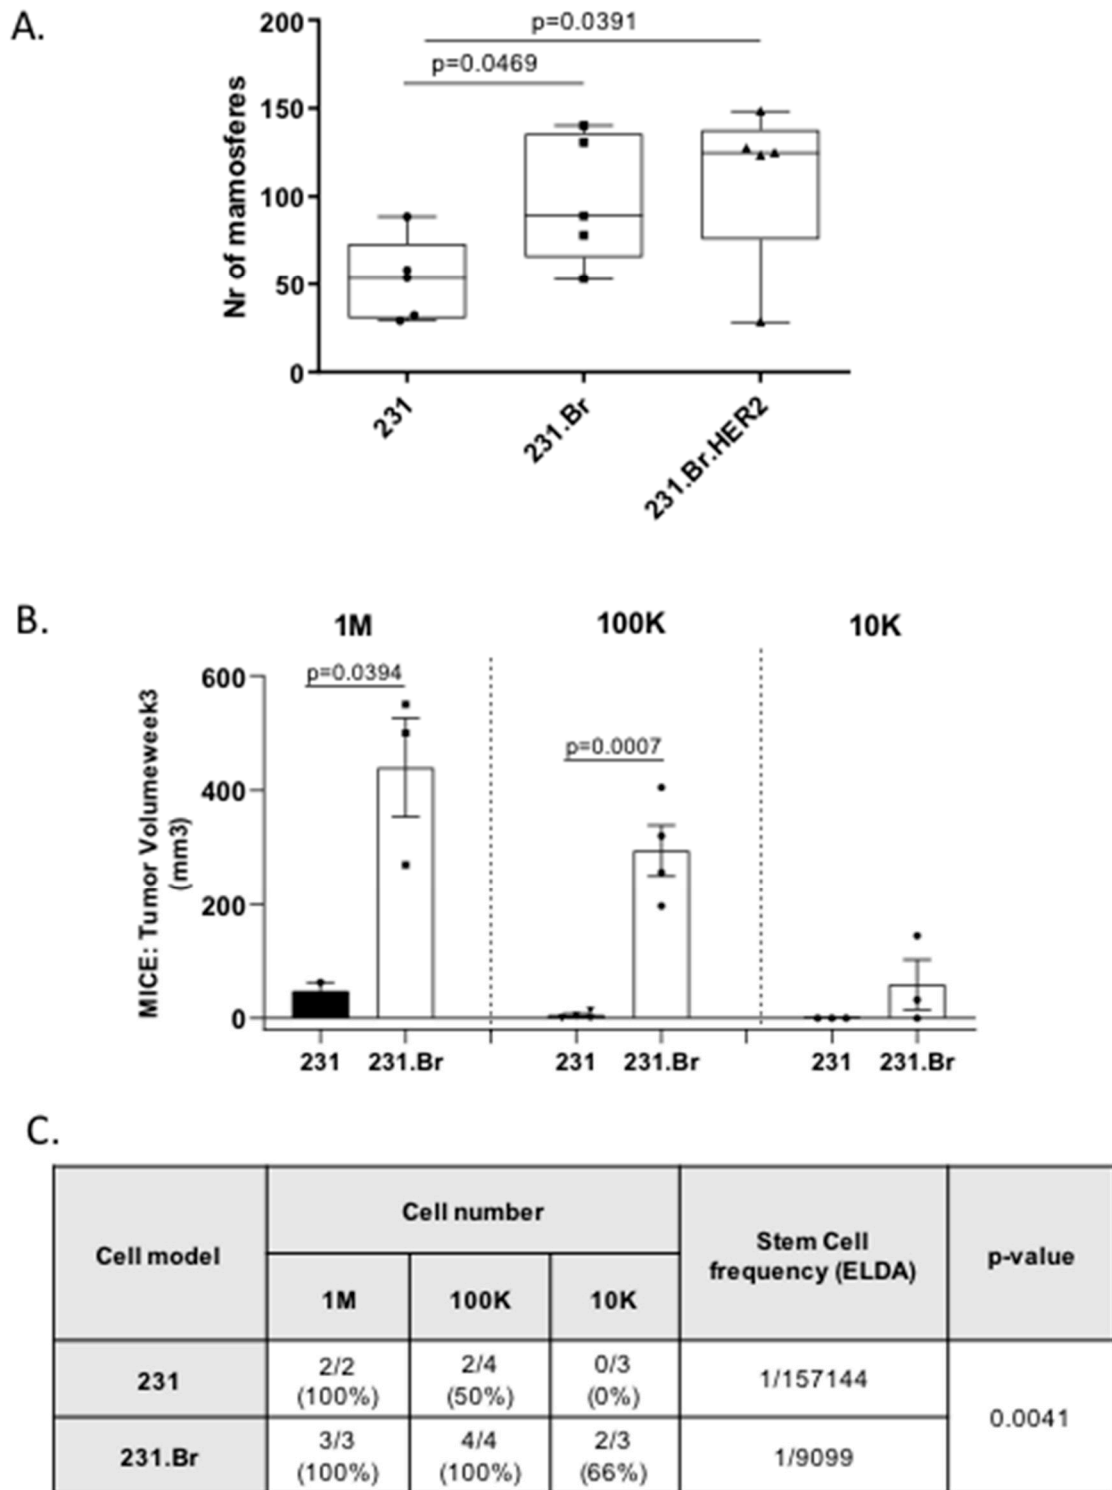 A.
200
150
100
50
0
Nr of mamosferes
p=0.0391
p=0.0469
231
231.Br
231.Br.HER2
B.
1M
100K
10K
MICE: Tumor Volumeweek3
(mm3)
600
400
200
0
p=0.0394
p=0.0007
231 231.Br 231 231.Br 231 231.Br
C.
Cell model
Cell number
1M
100K
10K
Stem Cell
frequency (ELDA)
p-value
231
2/2
(100%)
2/4
(50%)
0/3
(0%)
1/157144
0.0041
231.Br
3/3
(100%)
4/4
(100%)
2/3
(66%)
1/9099